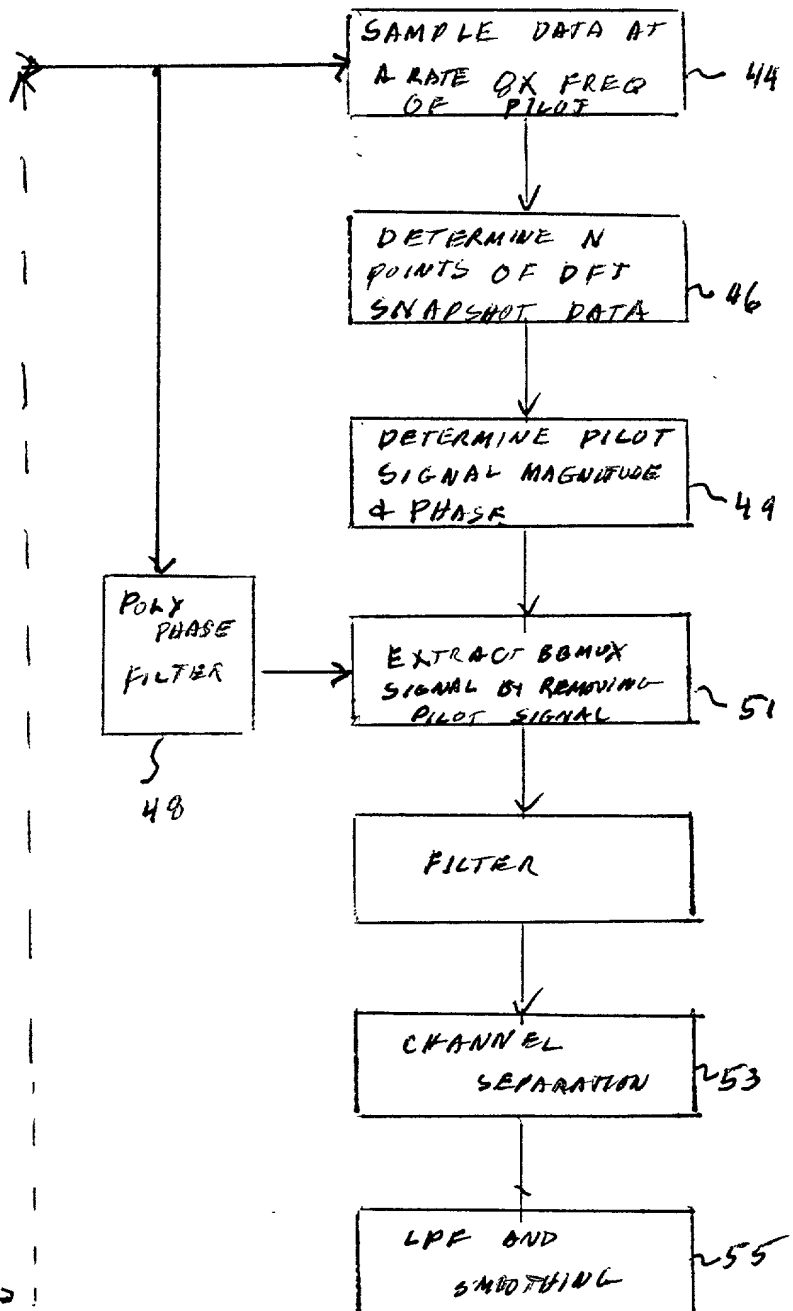 SAMPLE DATA AT
A RATE 8X FREQ
OF PILOT
44
DETERMINE N
POINTS OF DFT
SNAPSHOT DATA
46
DETERMINE PILOT
SIGNAL MAGNITUDE
& PHASE
49
POLY
PHASE
FILTER
48
EXTRACT BBMUX
SIGNAL BY REMOVING
PILOT SIGNAL
51
FILTER
CHANNEL
SEPARATION
53
LPF AND
SMOOTHING
55